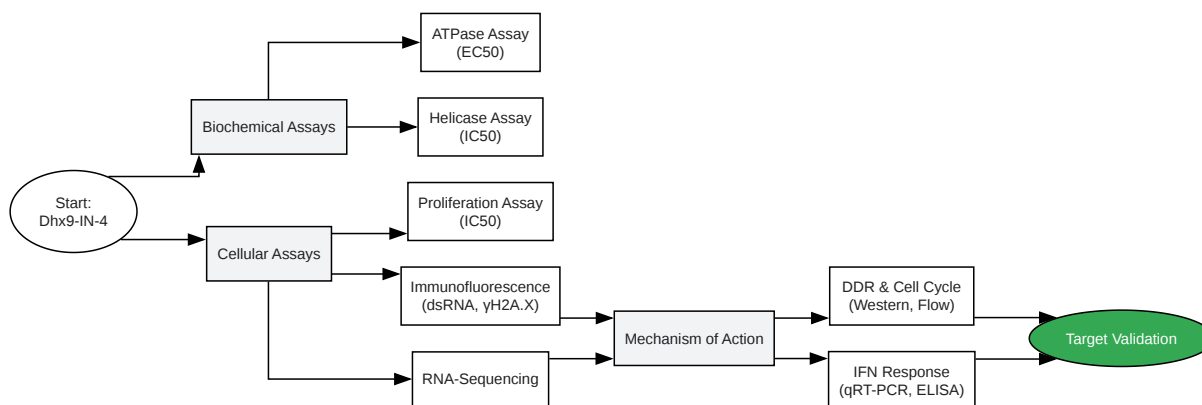 Start:
Dhx9-IN-4
Biochemical Assays
ATPase Assay
(EC50)
Helicase Assay
(IC50)
Cellular Assays
Proliferation Assay
(IC50)
Immunofluorescence
(dsRNA, γH2A.X)
RNA-Sequencing
Mechanism of Action
DDR & Cell Cycle
(Western, Flow)
IFN Response
(qRT-PCR, ELISA)
Target Validation